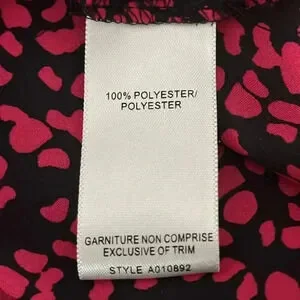 100% POLYESTER/
POLYESTER
GARNITURE NON COMPRISE
EXCLUSIVE OF TRIM
STYLE A010892